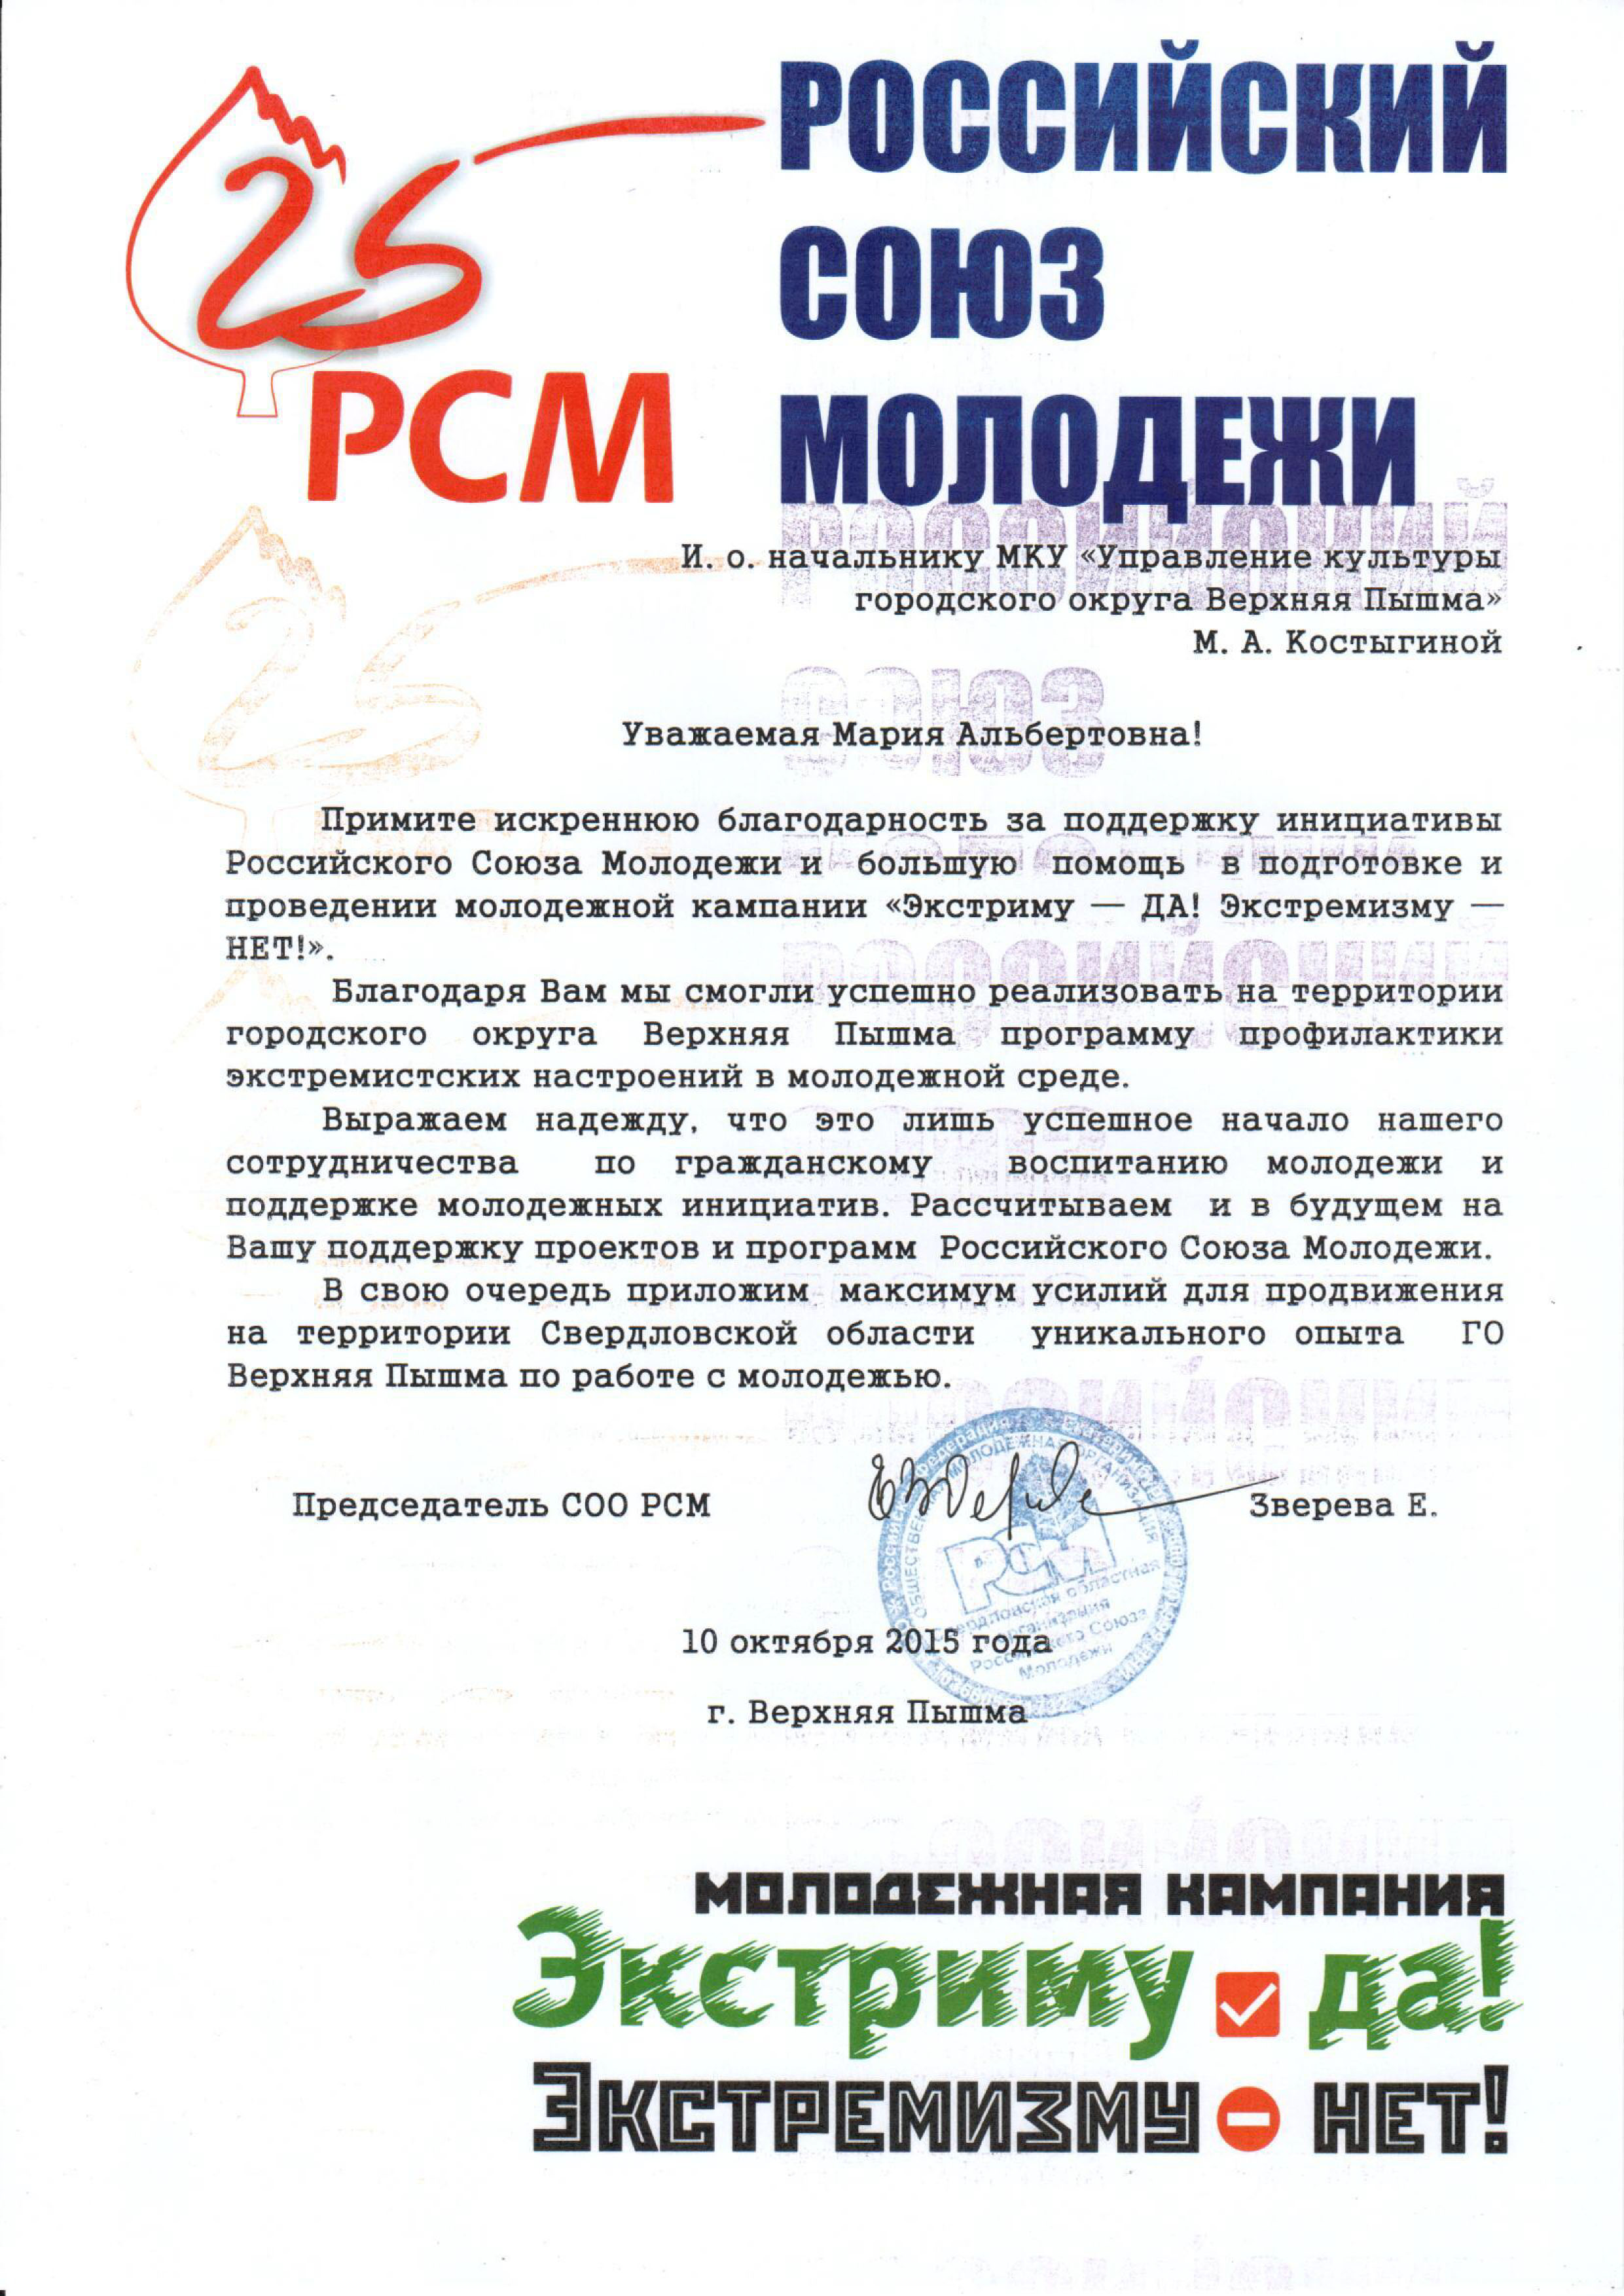 25
РСМ
РОССИЙСКИЙ
СОЮЗ
МОЛОДЕЖИ
И. о. начальнику МКУ «Управление культуры
городского округа Верхняя Пышма»
М. А. Костыгиной
Уважаемая Мария Альбертовна!
Примите искреннюю благодарность за поддержку инициативы
Российского Союза Молодежи и большую помощь в подготовке и
проведении молодежной кампании «Экстриму — ДА! Экстремизму —
НЕТ!».
Благодаря Вам мы смогли успешно реализовать на территории
городского округа Верхняя Пышма программу профилактики
экстремистских настроений в молодежной среде.
Выражаем надежду, что это лишь успешное начало нашего
сотрудничества по гражданскому воспитанию молодежи и
поддержке молодежных инициатив. Рассчитываем и в будущем на
Вашу поддержку проектов и программ Российского Союза Молодежи.
В свою очередь приложим максимум усилий для продвижения
на территории Свердловской области уникального опыта ГО
Верхняя Пышма по работе с молодежью.
Председатель СОО РСМ
Зверева Е.
ОБЩЕСТВЕННАЯ МОЛОДЕЖНАЯ ОРГАНИЗАЦИЯ
РСМ
Свердловская областная
организация
Российского Союза
Молодежи
10 октября 2015 года
г. Верхняя Пышма
МОЛОДЕЖНАЯ КАМПАНИЯ
Экстриму да!
Экстремизму НЕТ!